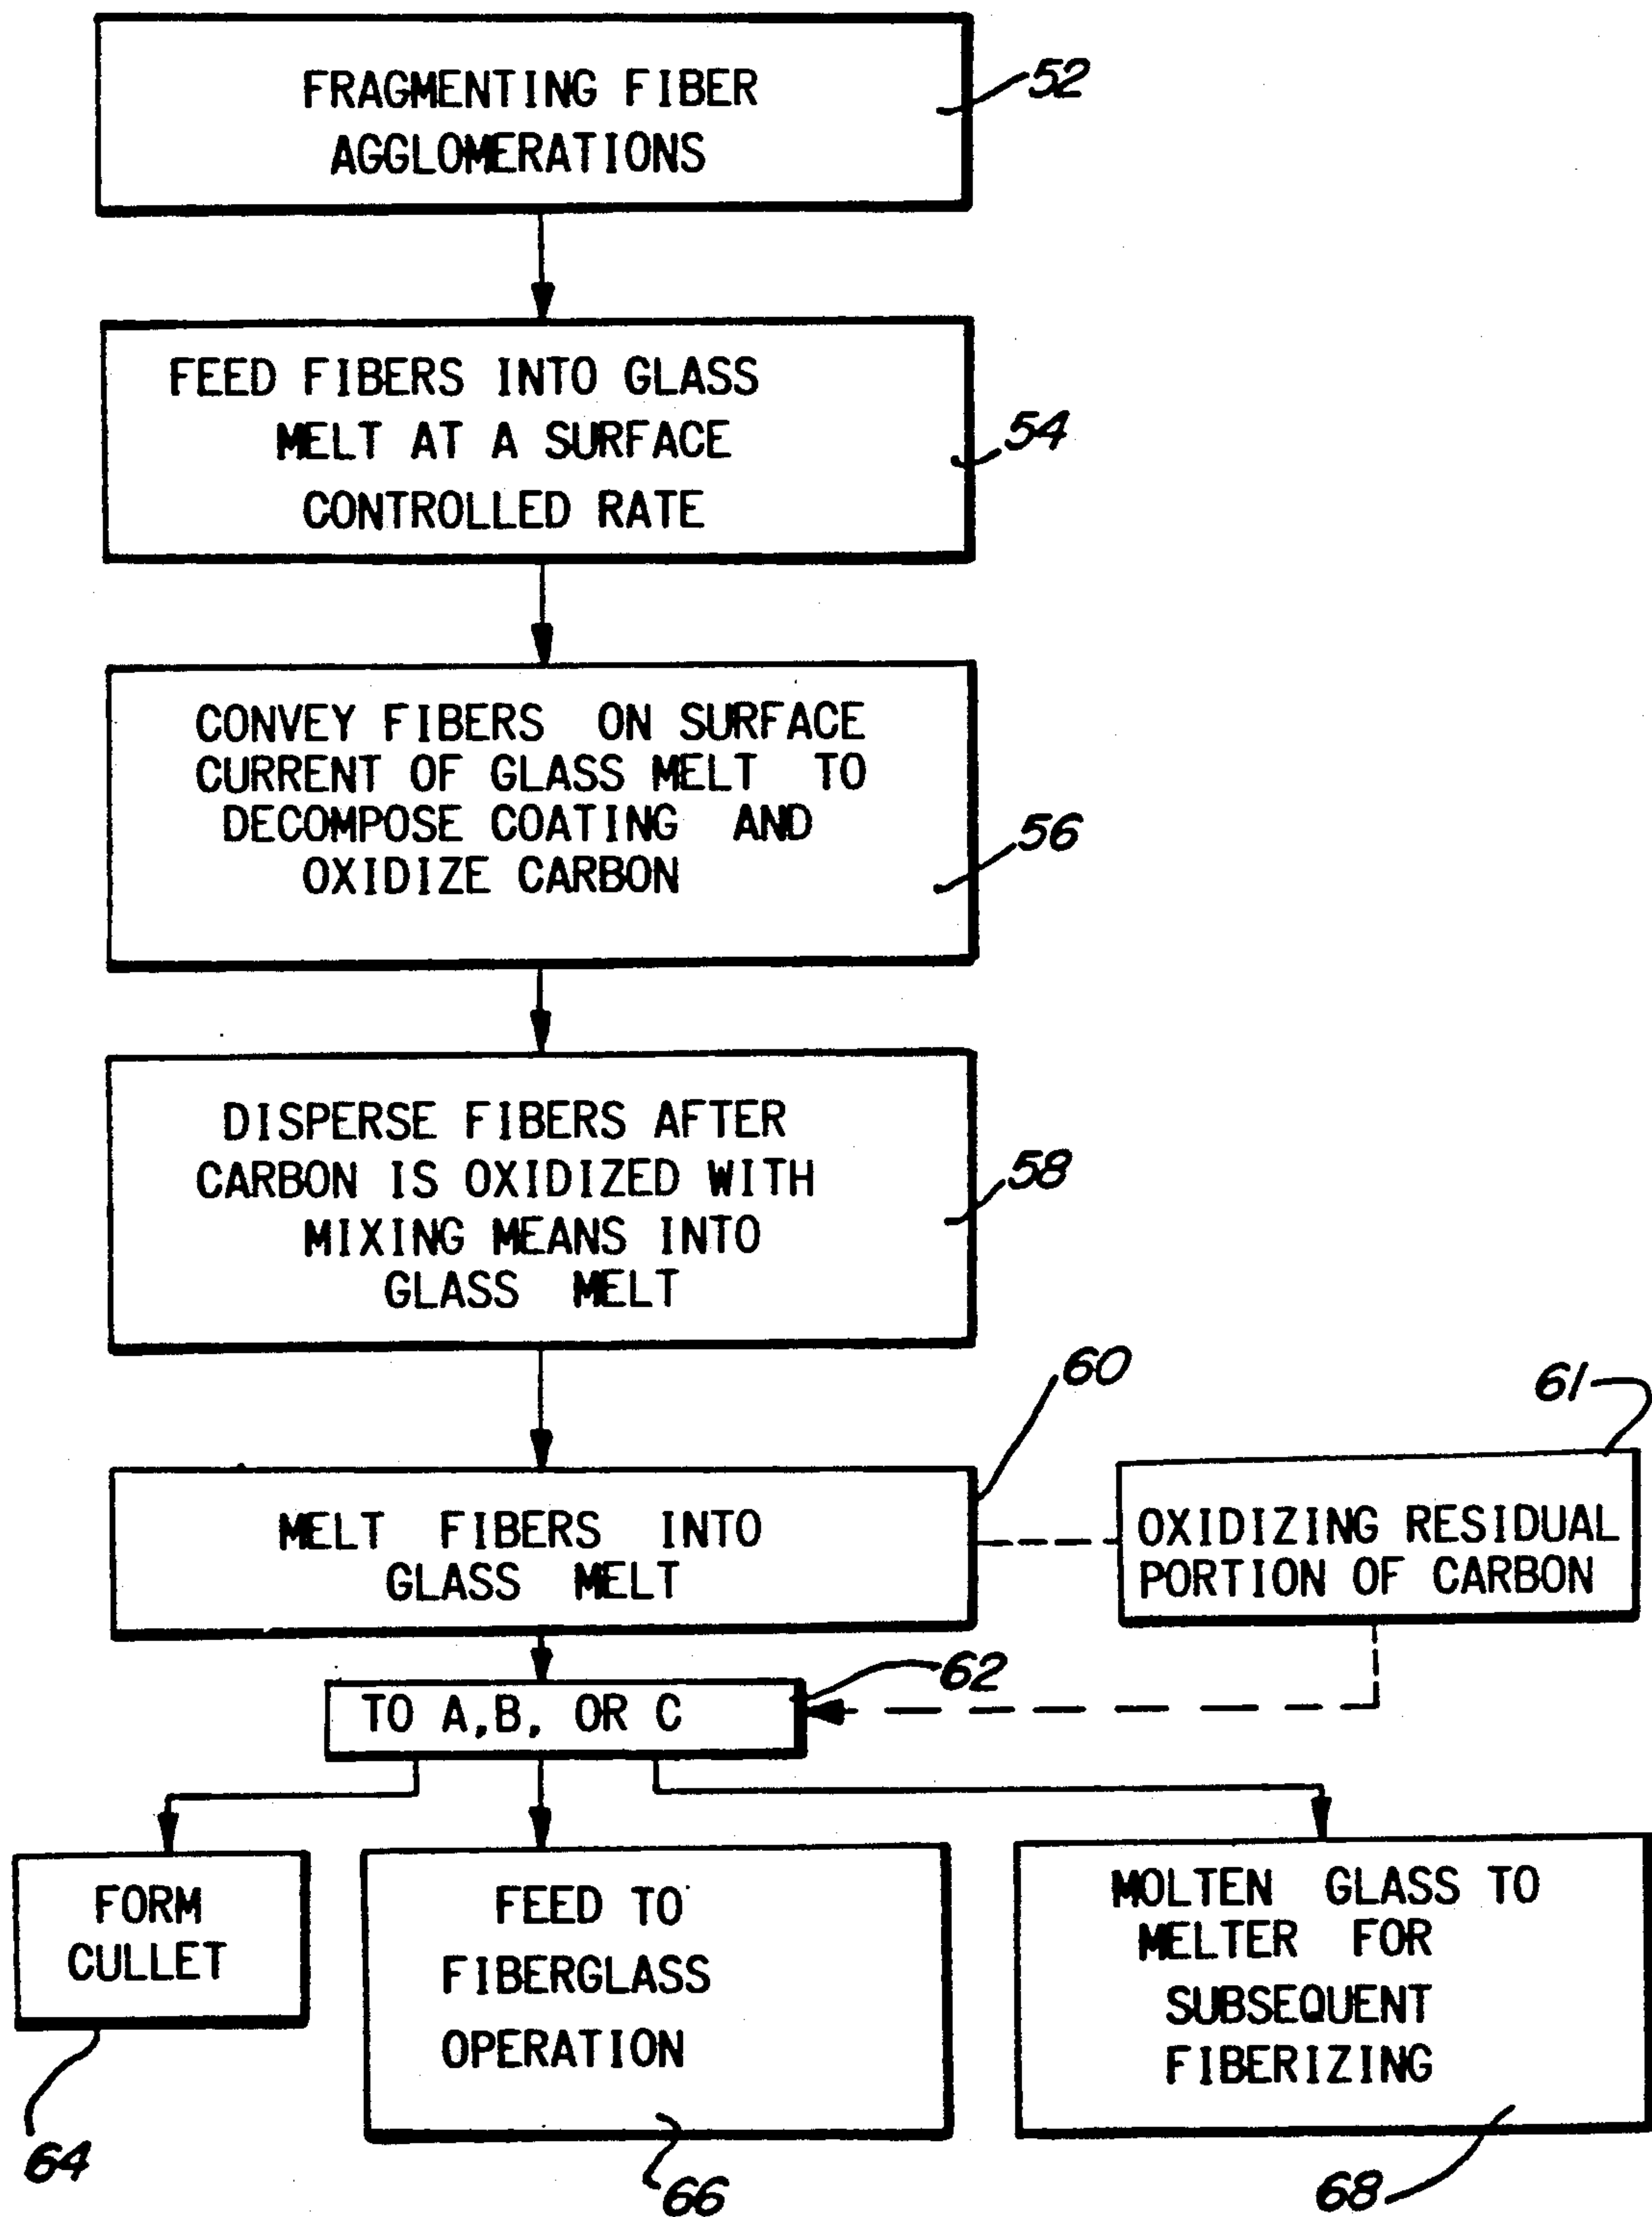 FRAGMENTING FIBER
AGGLOMERATIONS
52
FEED FIBERS INTO GLASS
MELT AT A SURFACE
CONTROLLED RATE
54
CONVEY FIBERS ON SURFACE
CURRENT OF GLASS MELT TO
DECOMPOSE COATING AND
OXIDIZE CARBON
56
DISPERSE FIBERS AFTER
CARBON IS OXIDIZED WITH
MIXING MEANS INTO
GLASS MELT
58
60
MELT FIBERS INTO
GLASS MELT
61
OXIDIZING RESIDUAL
PORTION OF CARBON
62
TO A,B, OR C
FORM
CULLET
64
FEED TO
FIBERGLASS
OPERATION
66
MOLTEN GLASS TO
MELTER FOR
SUBSEQUENT
FIBERIZING
68